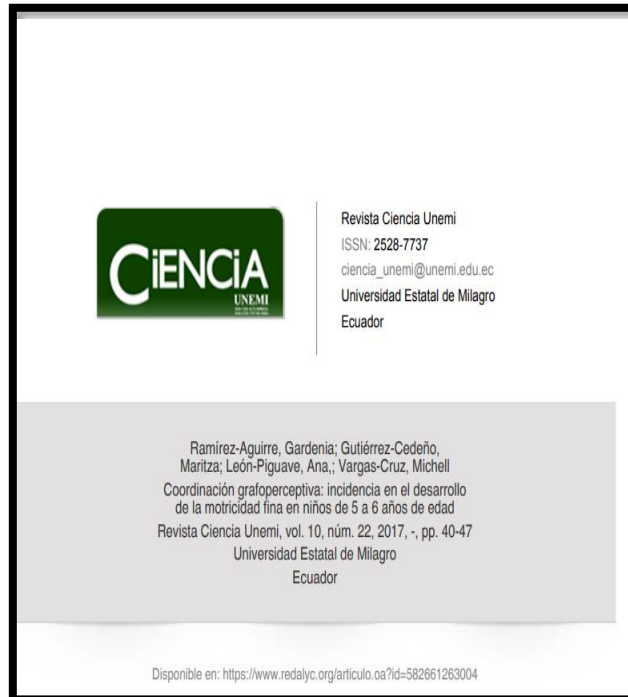 CiENCiA
UNEMI
Revista Ciencia Unemi
ISSN: 2528-7737
ciencia_unemi@unemi.edu.ec
Universidad Estatal de Milagro
Ecuador
Ramírez-Aguirre, Gardenia; Gutiérrez-Cedeño,
Maritza; León-Piguave, Ana,; Vargas-Cruz, Michell
Coordinación grafoperceptiva: incidencia en el desarrollo
de la motricidad fina en niños de 5 a 6 años de edad
Revista Ciencia Unemi, vol. 10, núm. 22, 2017, -, pp. 40-47
Universidad Estatal de Milagro
Ecuador
Disponible en: https://www.redalyc.org/articulo.oa?id=582661263004